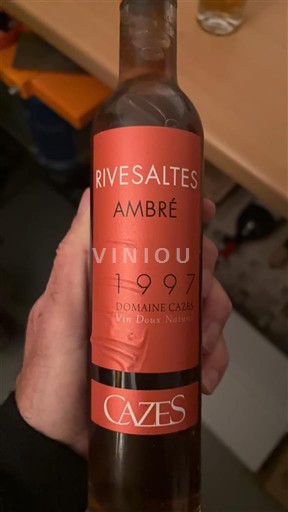 RIVESALTES
AMBRÉ
VINIOU
1997
DOMAINE CAZES
Vin Doux Naturel
CAZES